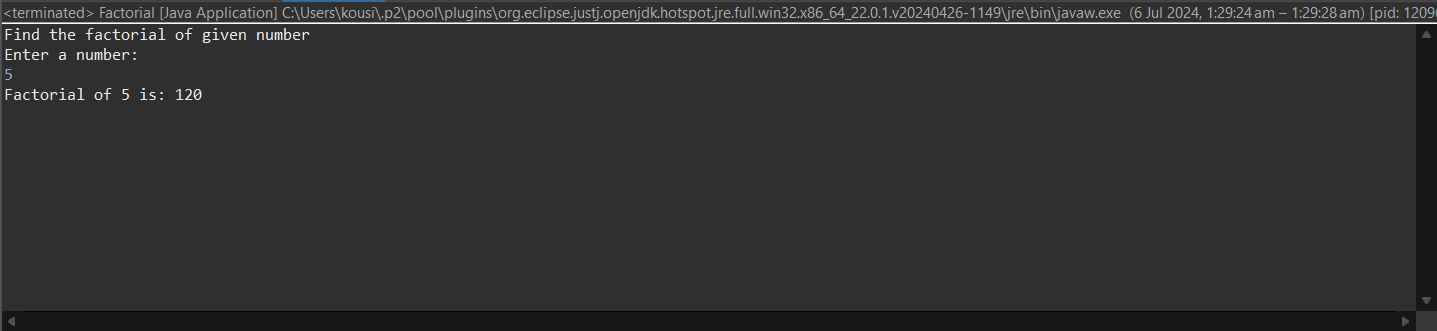 <terminated> Factorial [Java Application] C:\Users\kousi\.p2\pool\plugins\org.eclipse.justj.openjdk.hotspot.jre.full.win32.x86_64_22.0.1.v20240426-1149\jre\bin\javaw.exe (6 Jul 2024, 1:29:24 am – 1:29:28 am) [pid: 1209
Find the factorial of given number
Enter a number:
5
Factorial of 5 is: 120